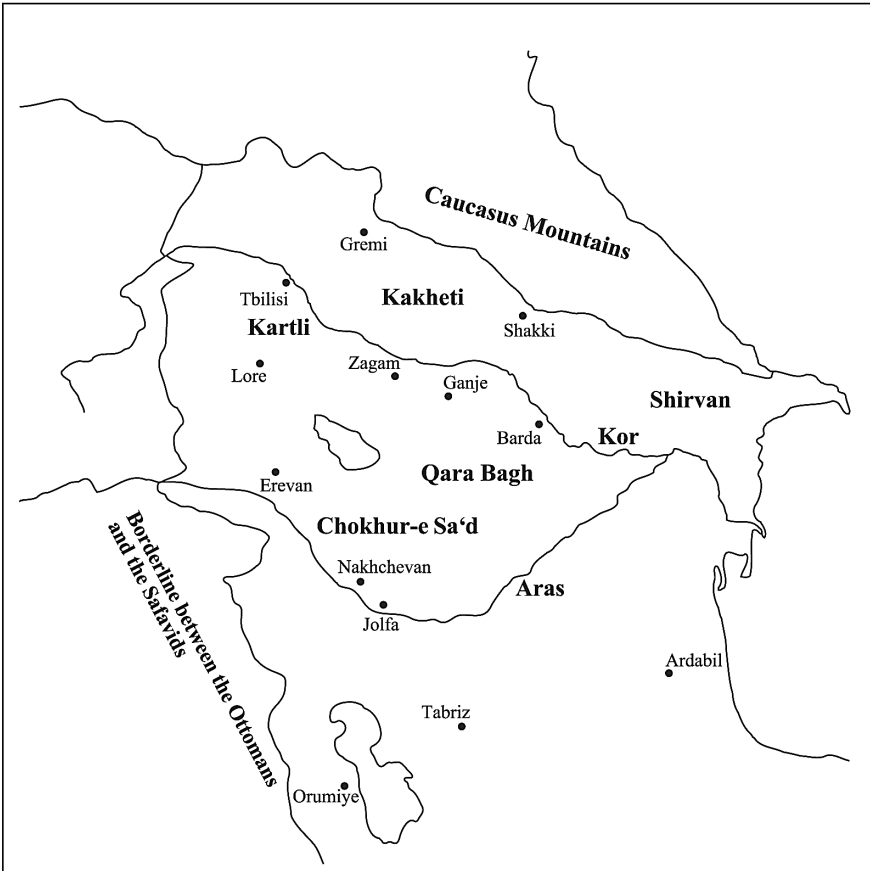 Caucasus Mountains
Gremi
Tbilisi
Kakheti
Kartli
Shakki
Lore
Zagam
Ganje
Shirvan
Barda
Kor
Erevan
Qara Bagh
Chokhur-e Sa‘d
Borderline between the Ottomans
and the Safavids
Nakhchevan
Aras
Jolfa
Ardabil
Tabriz
Orumiye